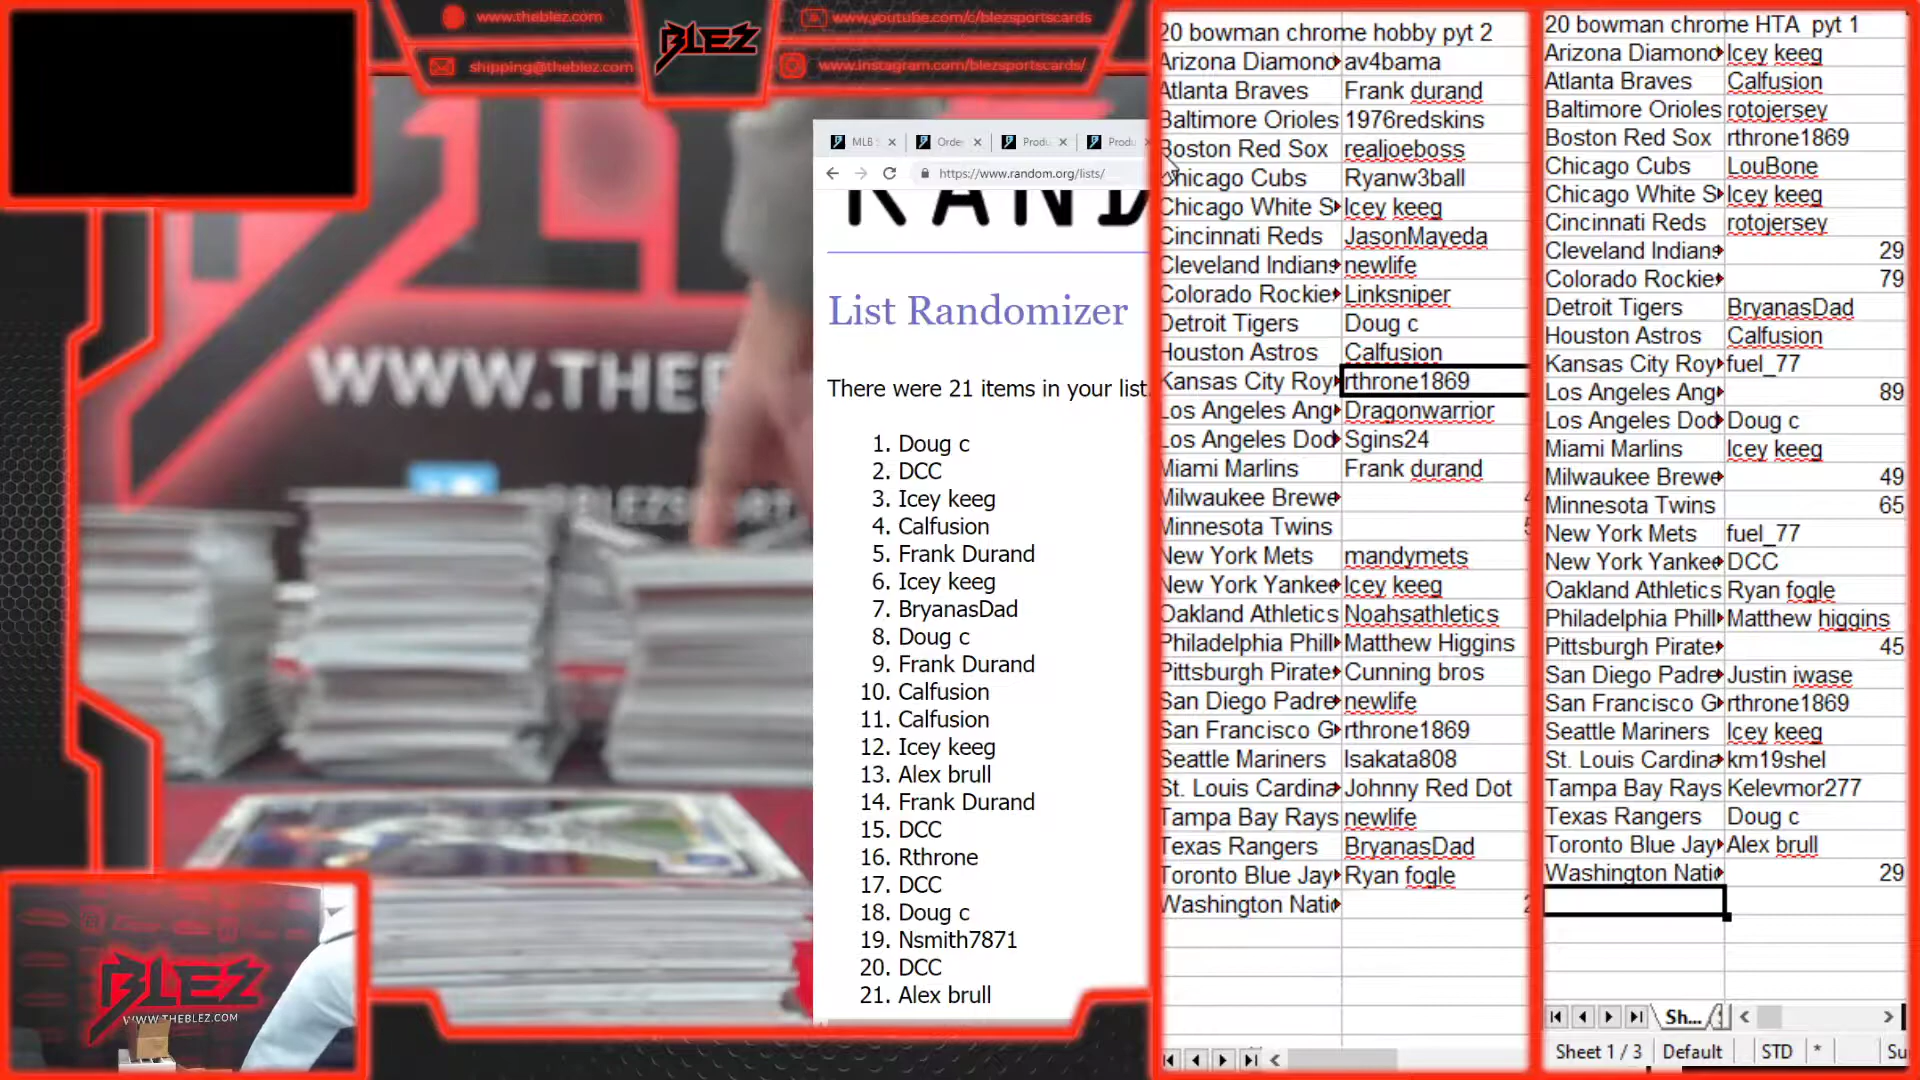 www.theblez.com
shipping@theblez.com
BLEZ
www.youtube.com/c/blezsportscards
www.instagram.com/blezsportscards/
WWW.THEB
MLB
Orde
Produ
Produ
https://www.random.org/lists/
RAND
List Randomizer
There were 21 items in your list.
1. Doug c
2. DCC
3. Icey keeg
4. Calfusion
5. Frank Durand
6. Icey keeg
7. BryanasDad
8. Doug c
9. Frank Durand
10. Calfusion
11. Calfusion
12. Icey keeg
13. Alex brull
14. Frank Durand
15. DCC
16. Rthrone
17. DCC
18. Doug c
19. Nsmith7871
20. DCC
21. Alex brull
20 bowman chrome hobby pyt 2
Arizona Diamond av4bama
Atlanta Braves Frank durand
Baltimore Orioles 1976redskins
Boston Red Sox realjoeboss
Chicago Cubs Ryanw3ball
Chicago White S Icey keeg
Cincinnati Reds JasonMayeda
Cleveland Indians newlife
Colorado Rockie Linksniper
Detroit Tigers Doug c
Houston Astros Calfusion
Kansas City Roy rthrone1869
Los Angeles Ang Dragonwarrior
Los Angeles Dod Sgins24
Miami Marlins Frank durand
Milwaukee Brewe
Minnesota Twins
New York Mets mandymets
New York Yankee Icey keeg
Oakland Athletics Noahsathletics
Philadelphia Phill Matthew Higgins
Pittsburgh Pirate Cunning bros
San Diego Padre newlife
San Francisco G rthrone1869
Seattle Mariners Isakata808
St. Louis Cardina Johnny Red Dot
Tampa Bay Rays newlife
Texas Rangers BryanasDad
Toronto Blue Jay Ryan fogle
Washington Natio 2
20 bowman chrome HTA pyt 1
Arizona Diamond Icey keeg
Atlanta Braves Calfusion
Baltimore Orioles rotojersey
Boston Red Sox rthrone1869
Chicago Cubs LouBone
Chicago White S Icey keeg
Cincinnati Reds rotojersey
Cleveland Indians 29
Colorado Rockie 79
Detroit Tigers BryanasDad
Houston Astros Calfusion
Kansas City Roy fuel_77
Los Angeles Ang 89
Los Angeles Dod Doug c
Miami Marlins Icey keeg
Milwaukee Brewe 49
Minnesota Twins 65
New York Mets fuel_77
New York Yankee DCC
Oakland Athletics Ryan fogle
Philadelphia Phill Matthew higgins
Pittsburgh Pirate 45
San Diego Padre Justin iwase
San Francisco G rthrone1869
Seattle Mariners Icey keeg
St. Louis Cardina km19shel
Tampa Bay Rays Kelevmor277
Texas Rangers Doug c
Toronto Blue Jay Alex brull
Washington Natio 29
Sh...
Sheet 1 / 3 Default STD * Su
BLEZ
WWW.THEBLEZ.COM